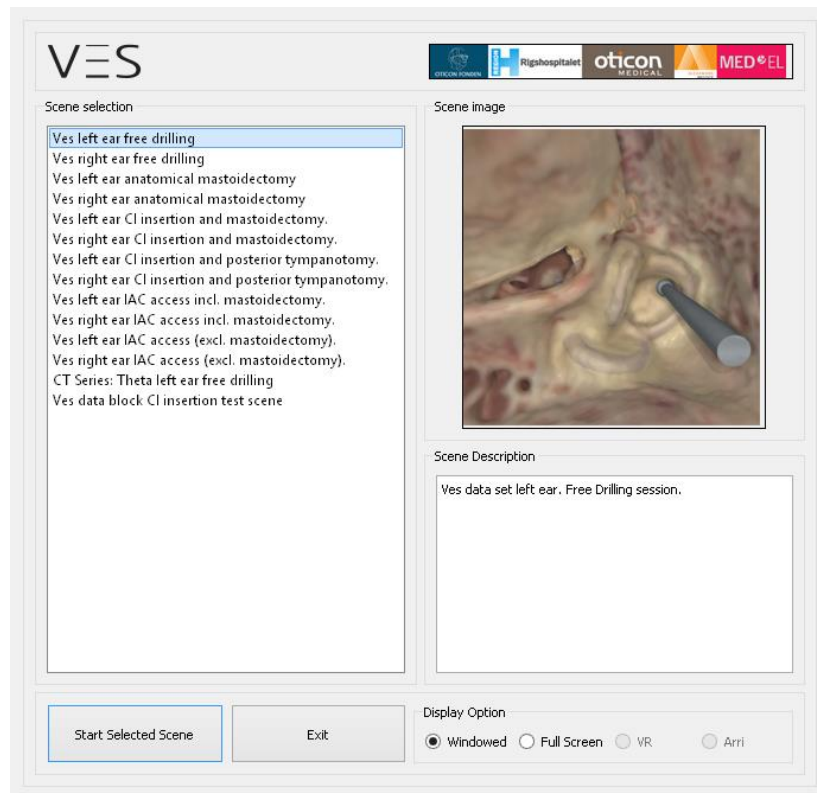 VES
OTICON FONDEN
REGION
Rigshospitalet
oticon
MEDICAL
MED°EL
Scene selection
Ves left ear free drilling
Ves right ear free drilling
Ves left ear anatomical mastoidectomy
Ves right ear anatomical mastoidectomy
Ves left ear CI insertion and mastoidectomy.
Ves right ear CI insertion and mastoidectomy.
Ves left ear CI insertion and posterior tympanotomy.
Ves right ear CI insertion and posterior tympanotomy.
Ves left ear IAC access incl. mastoidectomy.
Ves right ear IAC access incl. mastoidectomy.
Ves left ear IAC access (excl. mastoidectomy).
Ves right ear IAC access (excl. mastoidectomy).
CT Series: Theta left ear free drilling
Ves data block CI insertion test scene
Scene image
Scene Description
Ves data set left ear. Free Drilling session.
Start Selected Scene
Exit
Display Option
Windowed
Full Screen
VR
Arri